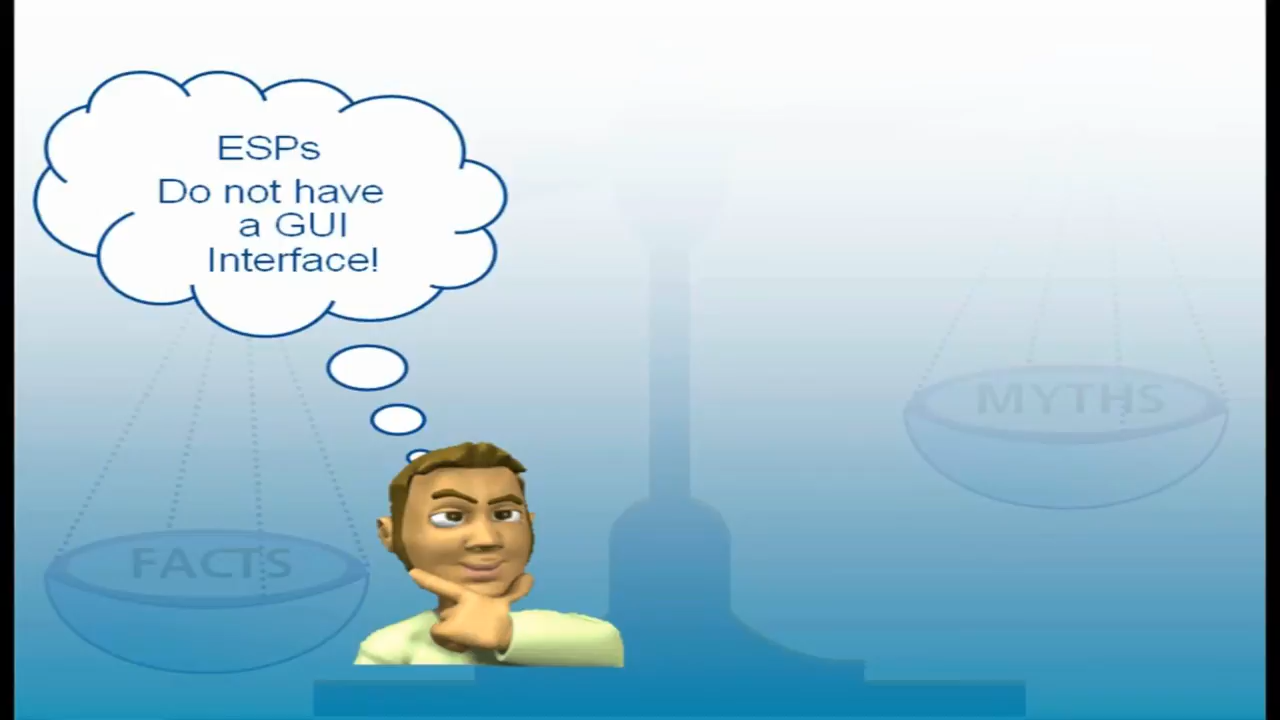 ESPs
Do not have
a GUI
Interface!
MYTHS
FACTS